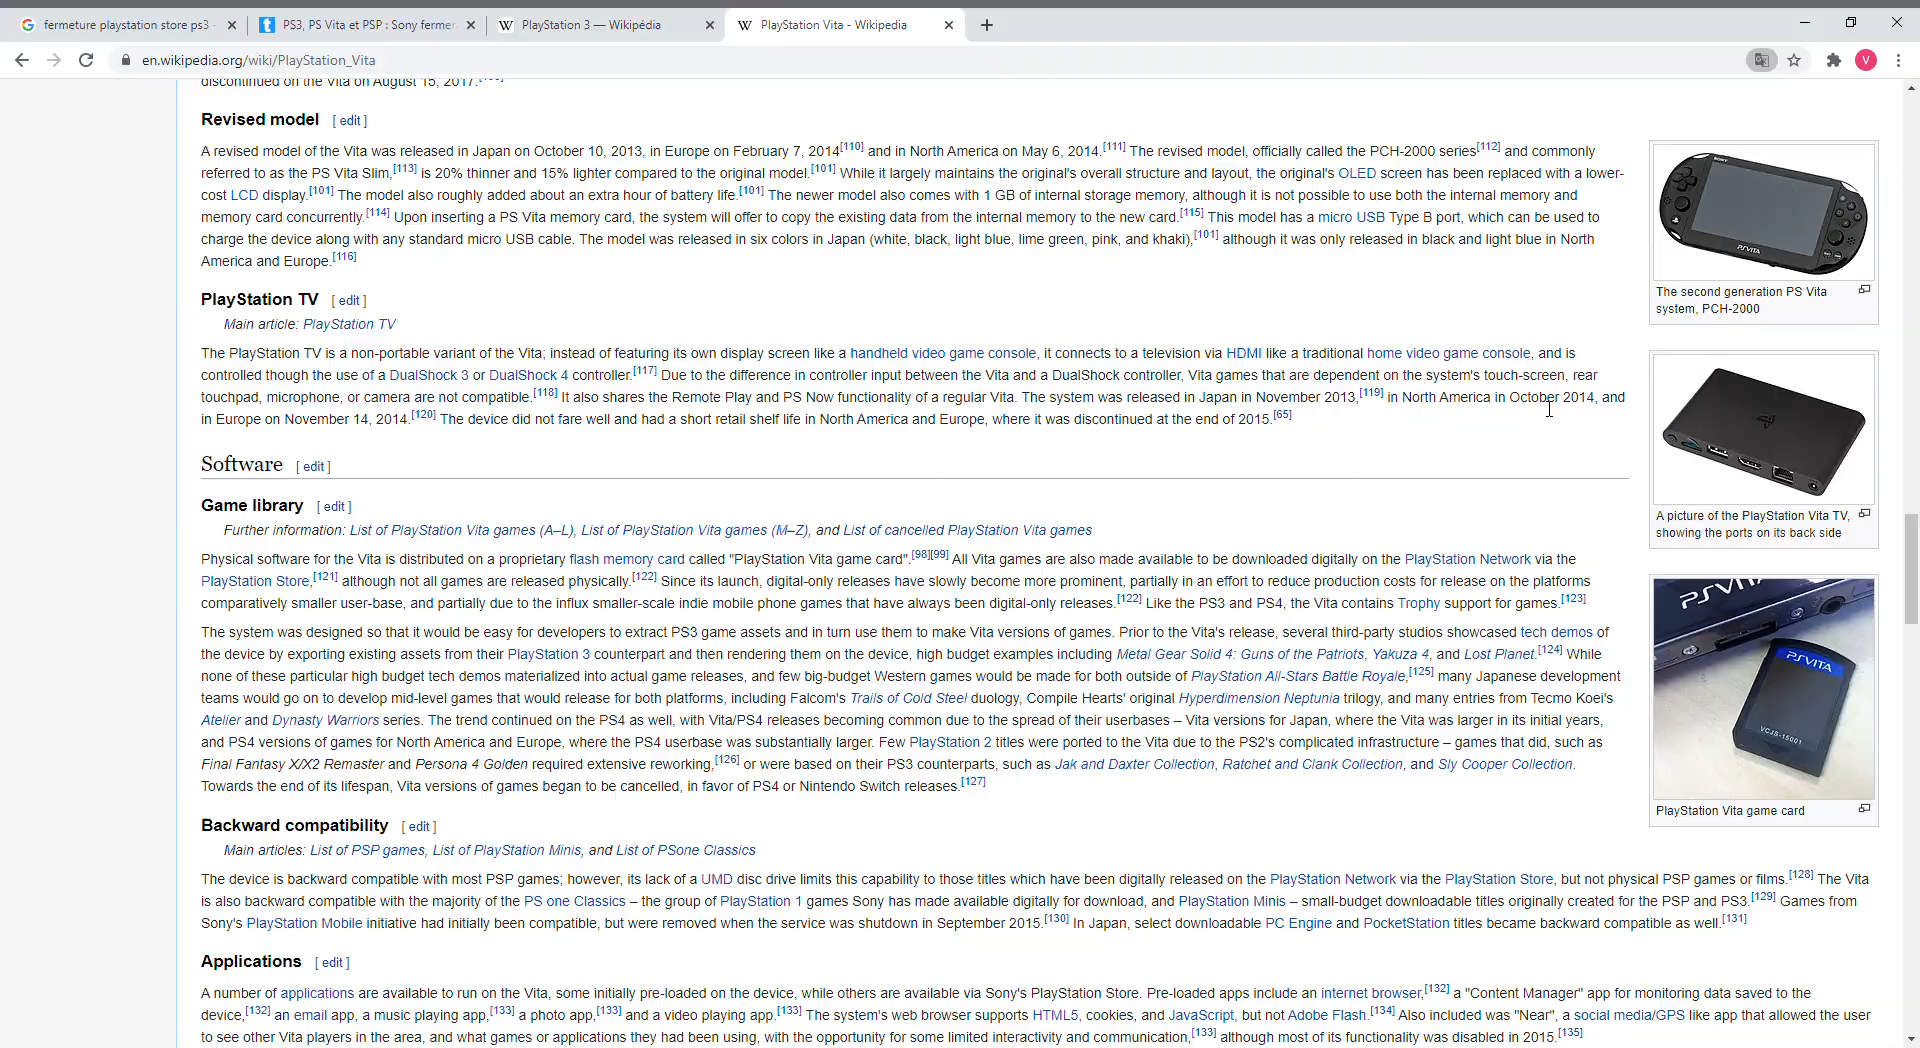 fermeture playstation store ps3 -
PS3, PS Vita et PSP : Sony fermer
PlayStation 3 — Wikipédia
PlayStation Vita - Wikipedia
en.wikipedia.org/wiki/PlayStation_Vita
V
discontinued on the Vita on August 15, 2017.
Revised model [ edit ]
A revised model of the Vita was released in Japan on October 10, 2013, in Europe on February 7, 2014[110] and in North America on May 6, 2014.[111] The revised model, officially called the PCH-2000 series[112] and commonly
referred to as the PS Vita Slim,[113] is 20% thinner and 15% lighter compared to the original model.[101] While it largely maintains the original's overall structure and layout, the original's OLED screen has been replaced with a lower-
cost LCD display.[101] The model also roughly added about an extra hour of battery life.[101] The newer model also comes with 1 GB of internal storage memory, although it is not possible to use both the internal memory and
memory card concurrently.[114] Upon inserting a PS Vita memory card, the system will offer to copy the existing data from the internal memory to the new card.[115] This model has a micro USB Type B port, which can be used to
charge the device along with any standard micro USB cable. The model was released in six colors in Japan (white, black, light blue, lime green, pink, and khaki),[101] although it was only released in black and light blue in North
America and Europe.[116]
SONY
PSVITA
The second generation PS Vita
system, PCH-2000
PlayStation TV [ edit ]
Main article: PlayStation TV
The PlayStation TV is a non-portable variant of the Vita; instead of featuring its own display screen like a handheld video game console, it connects to a television via HDMI like a traditional home video game console, and is
controlled though the use of a DualShock 3 or DualShock 4 controller.[117] Due to the difference in controller input between the Vita and a DualShock controller, Vita games that are dependent on the system's touch-screen, rear
touchpad, microphone, or camera are not compatible.[118] It also shares the Remote Play and PS Now functionality of a regular Vita. The system was released in Japan in November 2013,[119] in North America in October 2014, and
in Europe on November 14, 2014.[120] The device did not fare well and had a short retail shelf life in North America and Europe, where it was discontinued at the end of 2015.[65]
A picture of the PlayStation Vita TV,
showing the ports on its back side
Software [ edit ]
Game library [ edit ]
Further information: List of PlayStation Vita games (A–L), List of PlayStation Vita games (M–Z), and List of cancelled PlayStation Vita games
Physical software for the Vita is distributed on a proprietary flash memory card called "PlayStation Vita game card".[98][99] All Vita games are also made available to be downloaded digitally on the PlayStation Network via the
PlayStation Store,[121] although not all games are released physically.[122] Since its launch, digital-only releases have slowly become more prominent, partially in an effort to reduce production costs for release on the platforms
comparatively smaller user-base, and partially due to the influx smaller-scale indie mobile phone games that have always been digital-only releases.[122] Like the PS3 and PS4, the Vita contains Trophy support for games.[123]
The system was designed so that it would be easy for developers to extract PS3 game assets and in turn use them to make Vita versions of games. Prior to the Vita's release, several third-party studios showcased tech demos of
the device by exporting existing assets from their PlayStation 3 counterpart and then rendering them on the device, high budget examples including Metal Gear Solid 4: Guns of the Patriots, Yakuza 4, and Lost Planet.[124] While
none of these particular high budget tech demos materialized into actual game releases, and few big-budget Western games would be made for both outside of PlayStation All-Stars Battle Royale,[125] many Japanese development
teams would go on to develop mid-level games that would release for both platforms, including Falcom's Trails of Cold Steel duology, Compile Hearts' original Hyperdimension Neptunia trilogy, and many entries from Tecmo Koei's
Atelier and Dynasty Warriors series. The trend continued on the PS4 as well, with Vita/PS4 releases becoming common due to the spread of their userbases – Vita versions for Japan, where the Vita was larger in its initial years,
and PS4 versions of games for North America and Europe, where the PS4 userbase was substantially larger. Few PlayStation 2 titles were ported to the Vita due to the PS2's complicated infrastructure – games that did, such as
Final Fantasy X/X2 Remaster and Persona 4 Golden required extensive reworking,[126] or were based on their PS3 counterparts, such as Jak and Daxter Collection, Ratchet and Clank Collection, and Sly Cooper Collection.
Towards the end of its lifespan, Vita versions of games began to be cancelled, in favor of PS4 or Nintendo Switch releases.[127]
PSVITA
PSVITA
VCJS-15001
PlayStation Vita game card
Backward compatibility [ edit ]
Main articles: List of PSP games, List of PlayStation Minis, and List of PSone Classics
The device is backward compatible with most PSP games; however, its lack of a UMD disc drive limits this capability to those titles which have been digitally released on the PlayStation Network via the PlayStation Store, but not physical PSP games or films.[128] The Vita
is also backward compatible with the majority of the PS one Classics – the group of PlayStation 1 games Sony has made available digitally for download, and PlayStation Minis – small-budget downloadable titles originally created for the PSP and PS3.[129] Games from
Sony's PlayStation Mobile initiative had initially been compatible, but were removed when the service was shutdown in September 2015.[130] In Japan, select downloadable PC Engine and PocketStation titles became backward compatible as well.[131]
Applications [ edit ]
A number of applications are available to run on the Vita, some initially pre-loaded on the device, while others are available via Sony's PlayStation Store. Pre-loaded apps include an internet browser,[132] a "Content Manager" app for monitoring data saved to the
device,[132] an email app, a music playing app,[133] a photo app,[133] and a video playing app.[133] The system's web browser supports HTML5, cookies, and JavaScript, but not Adobe Flash.[134] Also included was "Near", a social media/GPS like app that allowed the user
to see other Vita players in the area, and what games or applications they had been using, with the opportunity for some limited interactivity and communication,[133] although most of its functionality was disabled in 2015.[135]